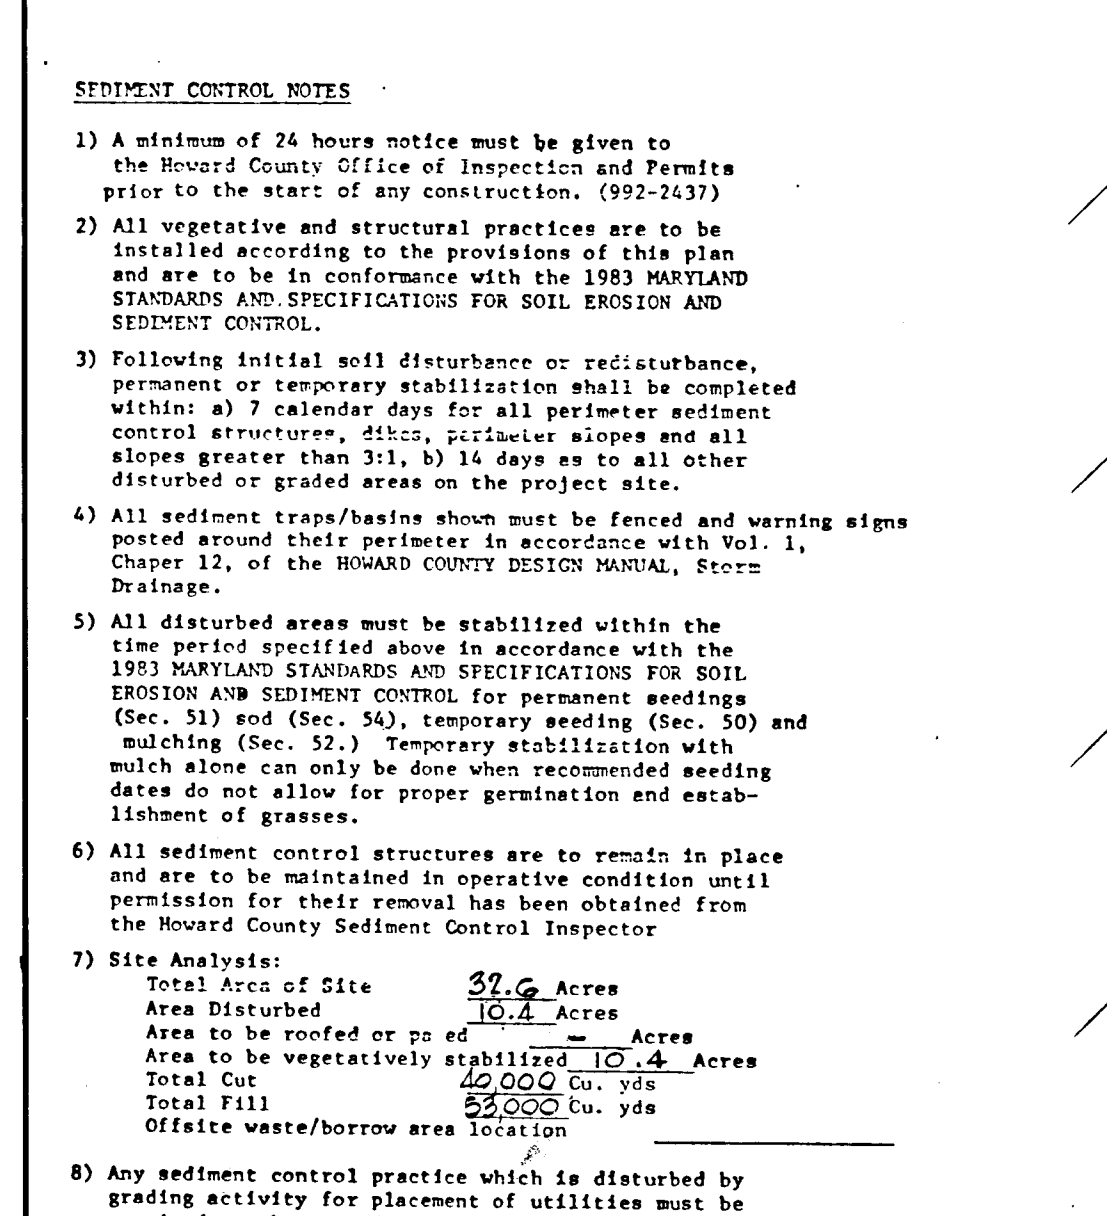 SEDIMENT CONTROL NOTES
1) A minimum of 24 hours notice must be given to
the Howard County Office of Inspection and Permits
prior to the start of any construction. (992-2437)
2) All vegetative and structural practices are to be
installed according to the provisions of this plan
and are to be in conformance with the 1983 MARYLAND
STANDARDS AND SPECIFICATIONS FOR SOIL EROSION AND
SEDIMENT CONTROL.
3) Following initial soil disturbance or redisturbance,
permanent or temporary stabilization shall be completed
within: a) 7 calendar days for all perimeter sediment
control structures, dikes, perimeter slopes and all
slopes greater than 3:1, b) 14 days as to all other
disturbed or graded areas on the project site.
4) All sediment traps/basins shown must be fenced and warning signs
posted around their perimeter in accordance with Vol. 1,
Chaper 12, of the HOWARD COUNTY DESIGN MANUAL, Storm
Drainage.
5) All disturbed areas must be stabilized within the
time period specified above in accordance with the
1983 MARYLAND STANDARDS AND SPECIFICATIONS FOR SOIL
EROSION AND SEDIMENT CONTROL for permanent seedings
(Sec. 51) sod (Sec. 54), temporary seeding (Sec. 50) and
mulching (Sec. 52.) Temporary stabilization with
mulch alone can only be done when recommended seeding
dates do not allow for proper germination and estab-
lishment of grasses.
6) All sediment control structures are to remain in place
and are to be maintained in operative condition until
permission for their removal has been obtained from
the Howard County Sediment Control Inspector
7) Site Analysis:
Total Area of Site Acres
Area Disturbed 10.4 Acres
Area to be roofed or pa ed - Acres
Area to be vegetatively stabilized 10.4 Acres
Total Cut 40,000 Cu. yds
Total Fill 53,000 Cu. yds
Offsite waste/borrow area location
8) Any sediment control practice which is disturbed by
grading activity for placement of utilities must be